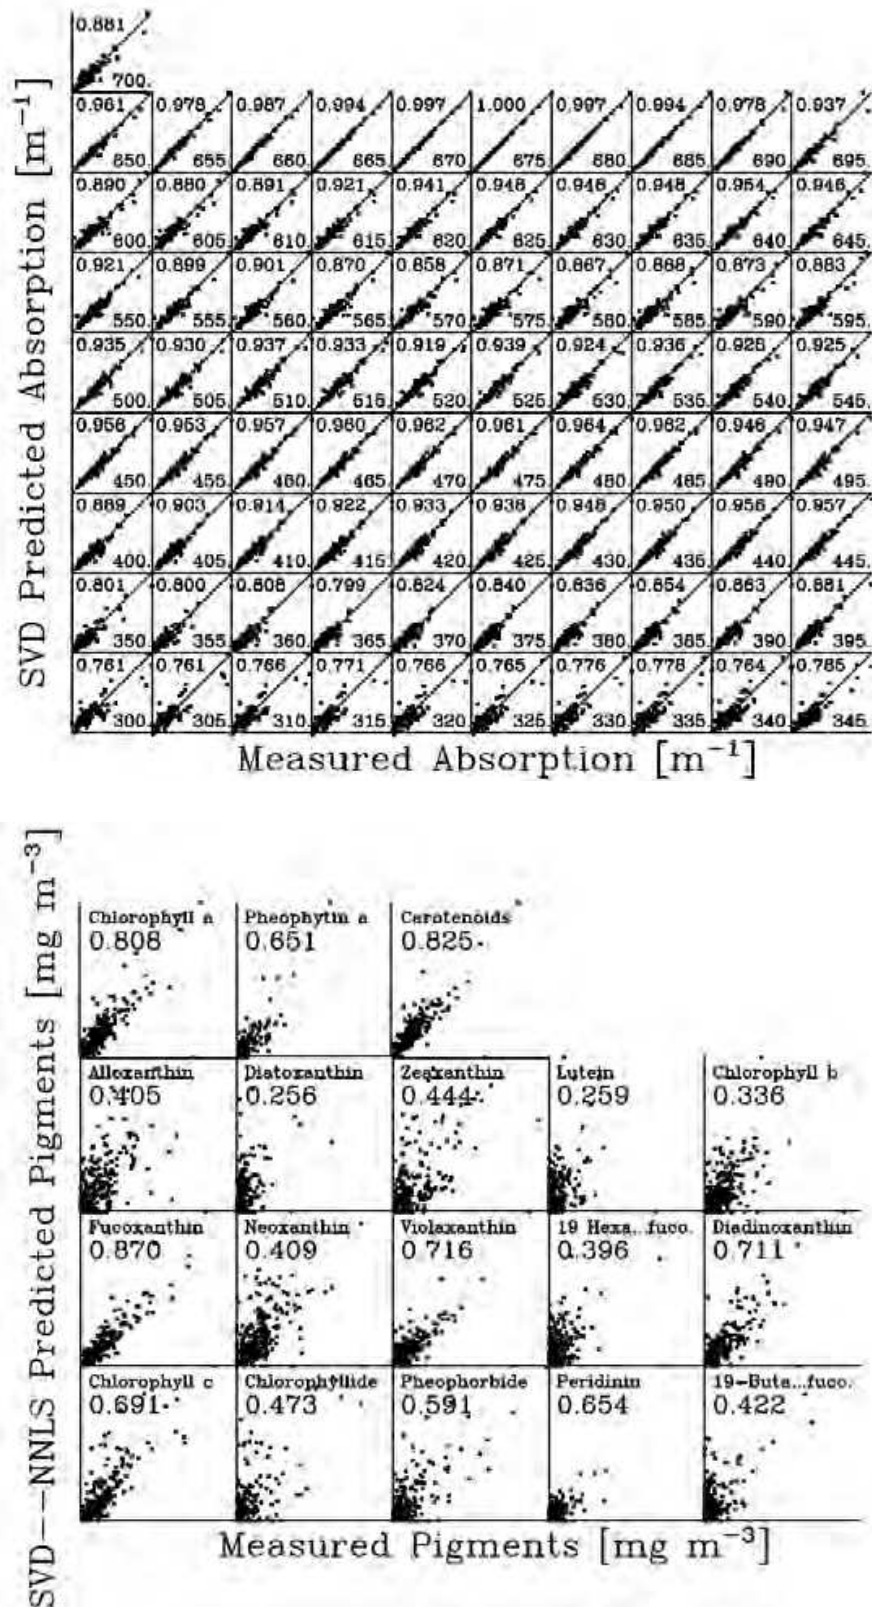 SVD Predicted Absorption [m⁻¹]
0.881
700.
0.961 0.978 0.987 0.994 0.997 1.000 0.997 0.994 0.978 0.937
650. 655. 660. 665. 670. 675. 680. 685. 690. 695.
0.890 0.880 0.891 0.921 0.941 0.948 0.948 0.948 0.954 0.946
600. 605. 610. 615. 620. 625. 630. 635. 640. 645.
0.921 0.899 0.901 0.870 0.858 0.871 0.867 0.868 0.873 0.883
550. 555. 560. 565. 570. 575. 580. 585. 590. 595.
0.935 0.930 0.937 0.933 0.919 0.939 0.924 0.936 0.928 0.925
500. 505. 510. 515. 520. 525. 530. 535. 540. 545.
0.956 0.953 0.957 0.960 0.962 0.961 0.964 0.962 0.946 0.947
450. 455. 460. 465. 470. 475. 480. 485. 490. 495.
0.889 0.903 0.914 0.922 0.933 0.938 0.948 0.950 0.956 0.957
400. 405. 410. 415. 420. 425. 430. 435. 440. 445.
0.801 0.800 0.808 0.799 0.824 0.840 0.836 0.854 0.863 0.881
350. 355. 360. 365. 370. 375. 380. 385. 390. 395.
0.761 0.761 0.766 0.771 0.766 0.765 0.776 0.778 0.764 0.785
300. 305. 310. 315. 320. 325. 330. 335. 340. 345.
Measured Absorption [m⁻¹]
SVD--NNLS Predicted Pigments [mg m⁻³]
Chlorophyll a Pheophytin a Carotenoids
0.808 0.651 0.825
Alloxanthin Diatoxanthin Zeaxanthin Lutein Chlorophyll b
0.405 0.256 0.444 0.259 0.336
Fucoxanthin Neoxanthin Violaxanthin 19 Hexa...fuco. Diadinoxanthin
0.870 0.409 0.716 0.396 0.711
Chlorophyll c Chlorophyllide Pheophorbide Peridinin 19-Buta...fuco.
0.691 0.473 0.591 0.654 0.422
Measured Pigments [mg m⁻³]